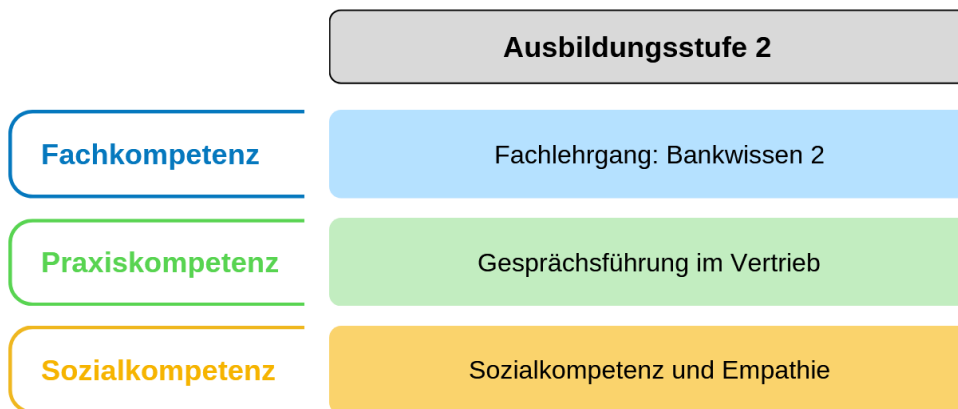 Ausbildungsstufe 2
Fachkompetenz
Fachlehrgang: Bankwissen 2
Praxiskompetenz
Gesprächsführung im Vertrieb
Sozialkompetenz
Sozialkompetenz und Empathie